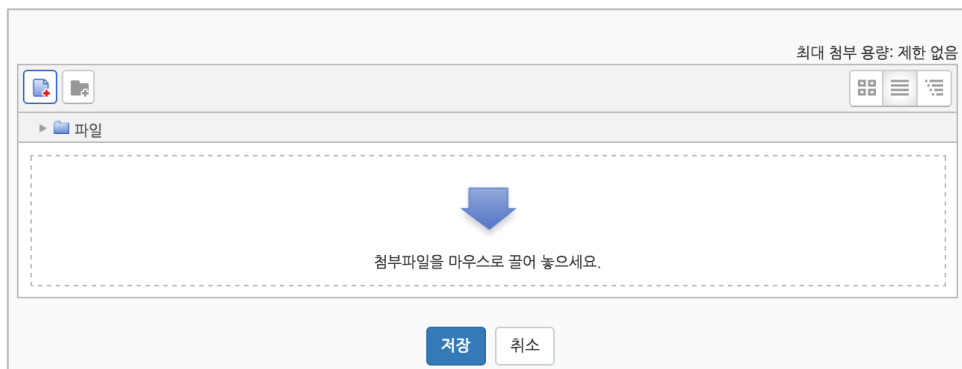 최대 첨부 용량: 제한 없음
파일
첨부파일을 마우스로 끌어 놓으세요.
저장 취소